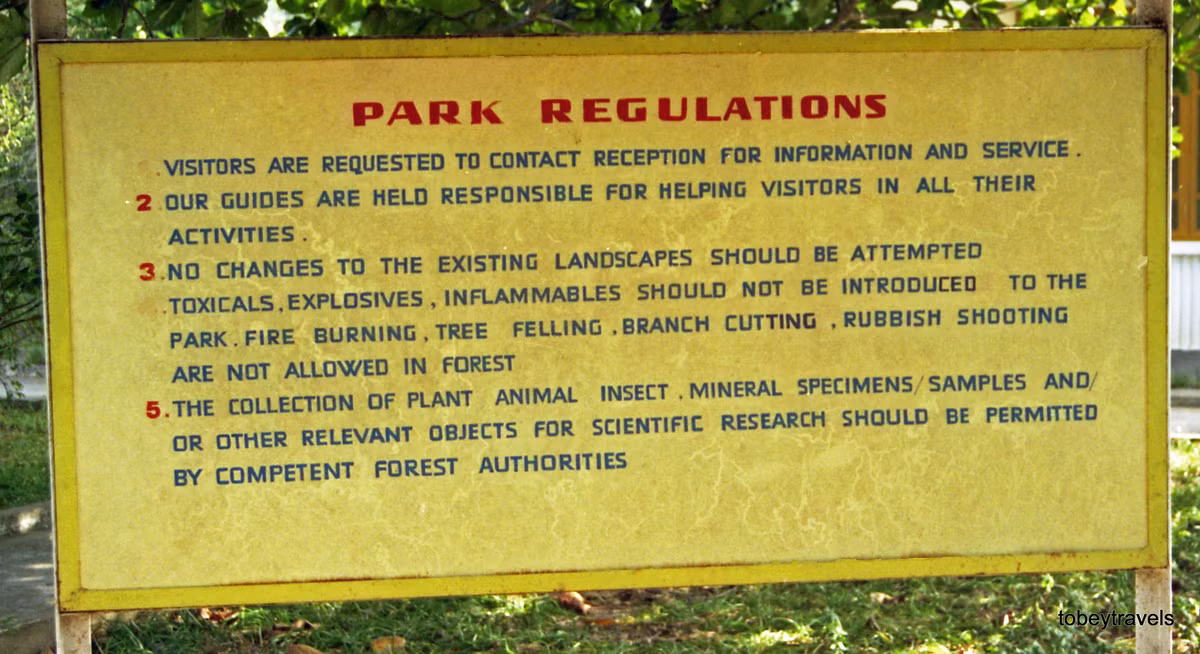 PARK REGULATIONS
. VISITORS ARE REQUESTED TO CONTACT RECEPTION FOR INFORMATION AND SERVICE.
2. OUR GUIDES ARE HELD RESPONSIBLE FOR HELPING VISITORS IN ALL THEIR
ACTIVITIES.
3. NO CHANGES TO THE EXISTING LANDSCAPES SHOULD BE ATTEMPTED
. TOXICALS, EXPLOSIVES, INFLAMMABLES SHOULD NOT BE INTRODUCED TO THE
PARK. FIRE BURNING, TREE FELLING, BRANCH CUTTING, RUBBISH SHOOTING
ARE NOT ALLOWED IN FOREST
5. THE COLLECTION OF PLANT ANIMAL INSECT. MINERAL SPECIMENS/SAMPLES AND/
OR OTHER RELEVANT OBJECTS FOR SCIENTIFIC RESEARCH SHOULD BE PERMITTED
BY COMPETENT FOREST AUTHORITIES
tobeytravels